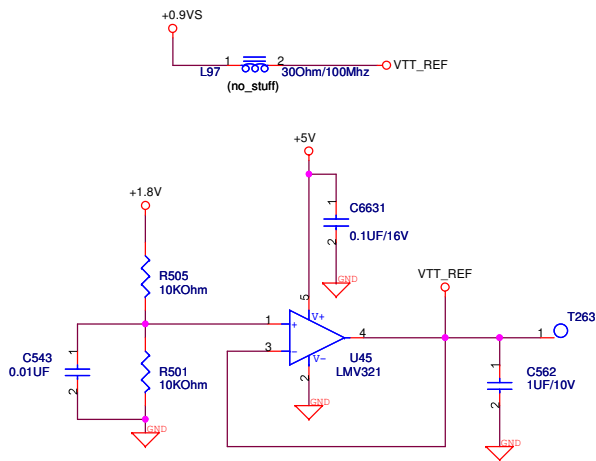 +0.9VS
1 2
L97 30Ohm/100Mhz VTT_REF
(no_stuff)
+5V
+1.8V
1
C6631
0.1UF/16V
2
GND
R505
10KOhm
VTT_REF
5
V+
1 +
T263
1
4
3 −
V−
U45
LMV321
2
GND
1
C543
0.01UF
2
R501
10KOhm
GND
1
C562
1UF/10V
2
GND